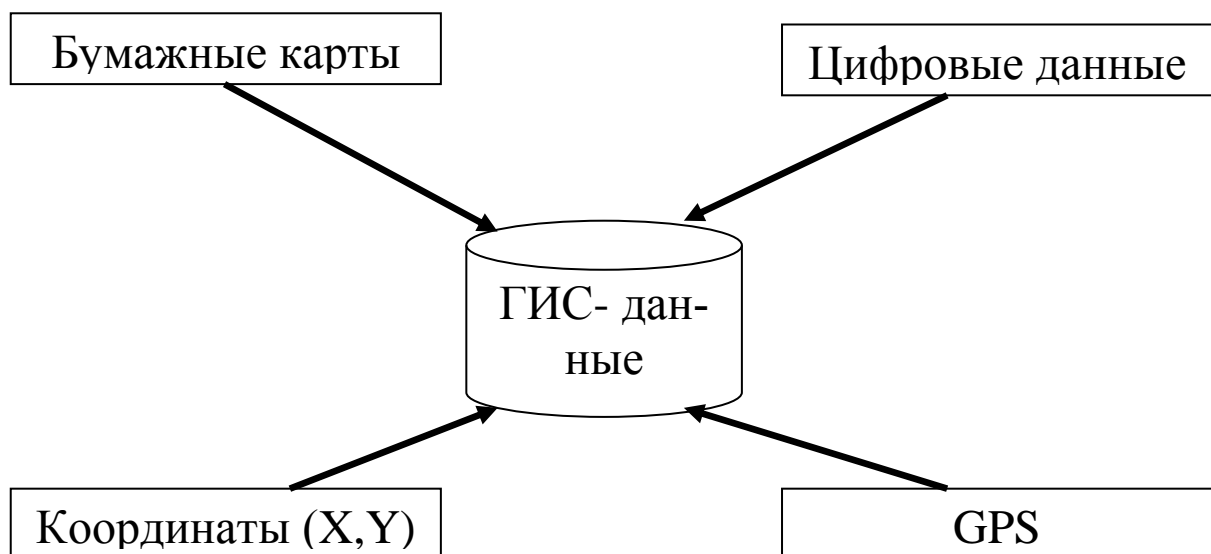 Бумажные карты
Цифровые данные
ГИС- дан-
ные
Координаты (X,Y)
GPS